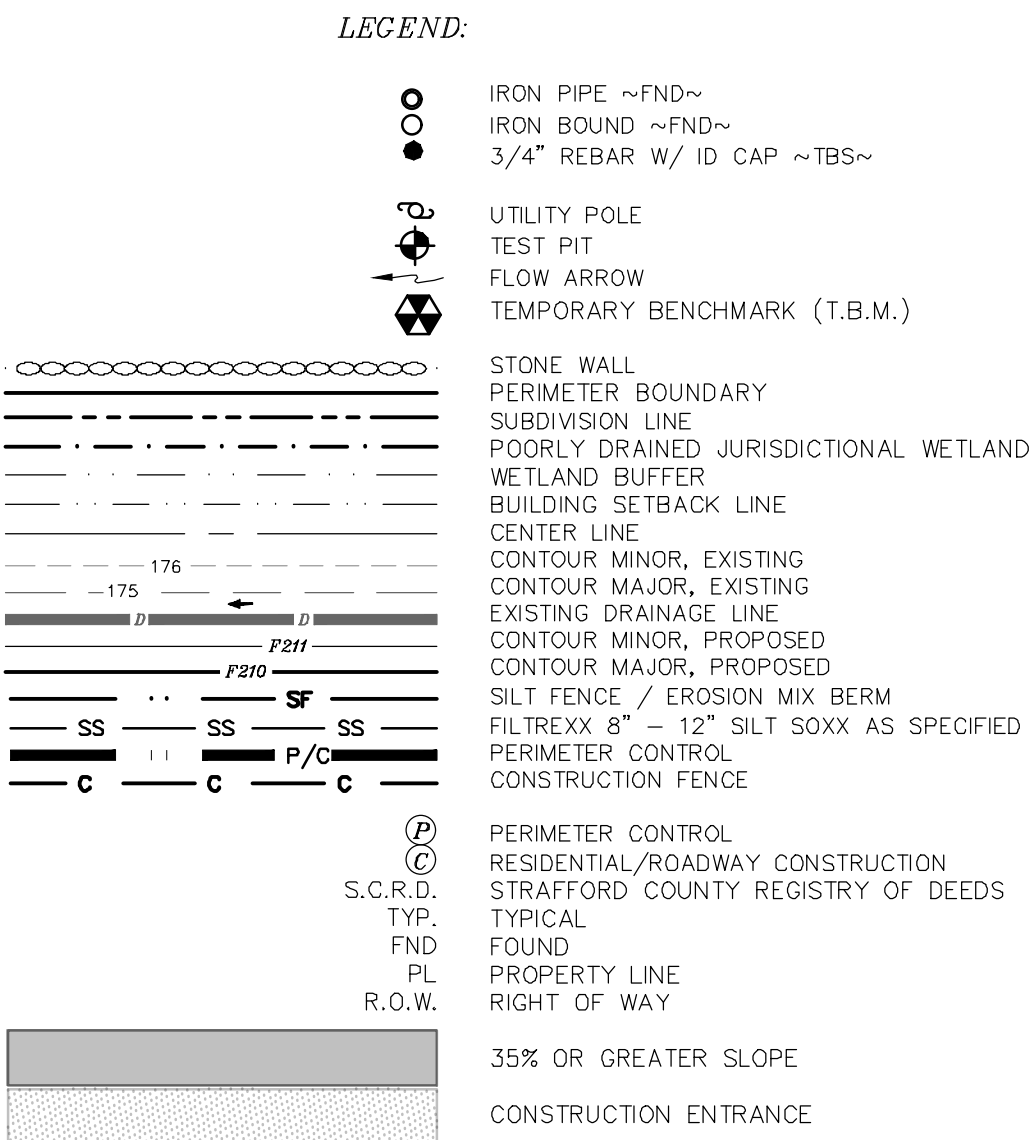 LEGEND:
IRON PIPE ~FND~
IRON BOUND ~FND~
3/4" REBAR W/ ID CAP ~TBS~
UTILITY POLE
TEST PIT
FLOW ARROW
TEMPORARY BENCHMARK (T.B.M.)
STONE WALL
PERIMETER BOUNDARY
SUBDIVISION LINE
POORLY DRAINED JURISDICTIONAL WETLAND
WETLAND BUFFER
BUILDING SETBACK LINE
CENTER LINE
176 CONTOUR MINOR, EXISTING
175 CONTOUR MAJOR, EXISTING
D D EXISTING DRAINAGE LINE
F211 CONTOUR MINOR, PROPOSED
F210 CONTOUR MAJOR, PROPOSED
SF SILT FENCE / EROSION MIX BERM
SS SS SS FILTREXX 8" – 12" SILT SOXX AS SPECIFIED
P/C PERIMETER CONTROL
C C C CONSTRUCTION FENCE
P PERIMETER CONTROL
C RESIDENTIAL/ROADWAY CONSTRUCTION
S.C.R.D. STRAFFORD COUNTY REGISTRY OF DEEDS
TYP. TYPICAL
FND FOUND
PL PROPERTY LINE
R.O.W. RIGHT OF WAY
35% OR GREATER SLOPE
CONSTRUCTION ENTRANCE